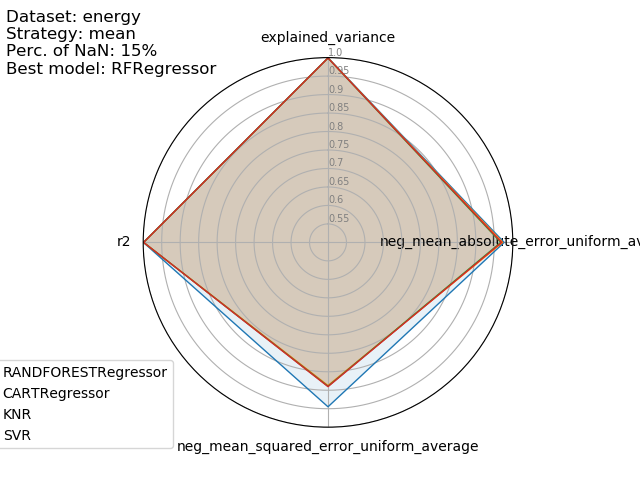 Dataset: energy
Strategy: mean
Perc. of NaN: 15%
Best model: RFRegressor
explained_variance
1.0
0.95
0.9
0.85
0.8
0.75
0.7
0.65
0.6
0.55
r2
neg_mean_absolute_error_uniform_av
RANDFORESTRegressor
CARTRegressor
KNR
SVR
neg_mean_squared_error_uniform_average